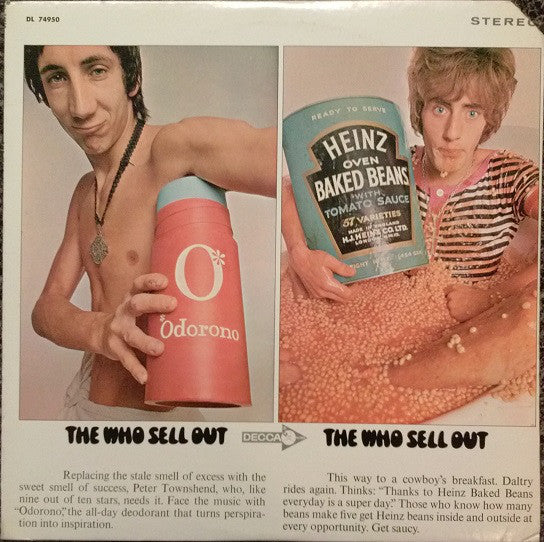 DL 74950
STEREO
READY TO SERVE
HEINZ
OVEN
BAKED BEANS
WITH
TOMATO SAUCE
57 VARIETIES
MADE IN ENGLAND
H.J. HEINZ CO. LTD.
LONDON
O*
*Odorono
THE WHO SELL OUT
DECCA
THE WHO SELL OUT
Replacing the stale smell of excess with the
sweet smell of success, Peter Townshend, who, like
nine out of ten stars, needs it. Face the music with
“Odorono,” the all-day deodorant that turns perspira-
tion into inspiration.
This way to a cowboy's breakfast. Daltry
rides again. Thinks: “Thanks to Heinz Baked Beans
everyday is a super day.” Those who know how many
beans make five get Heinz beans inside and outside at
every opportunity. Get saucy.